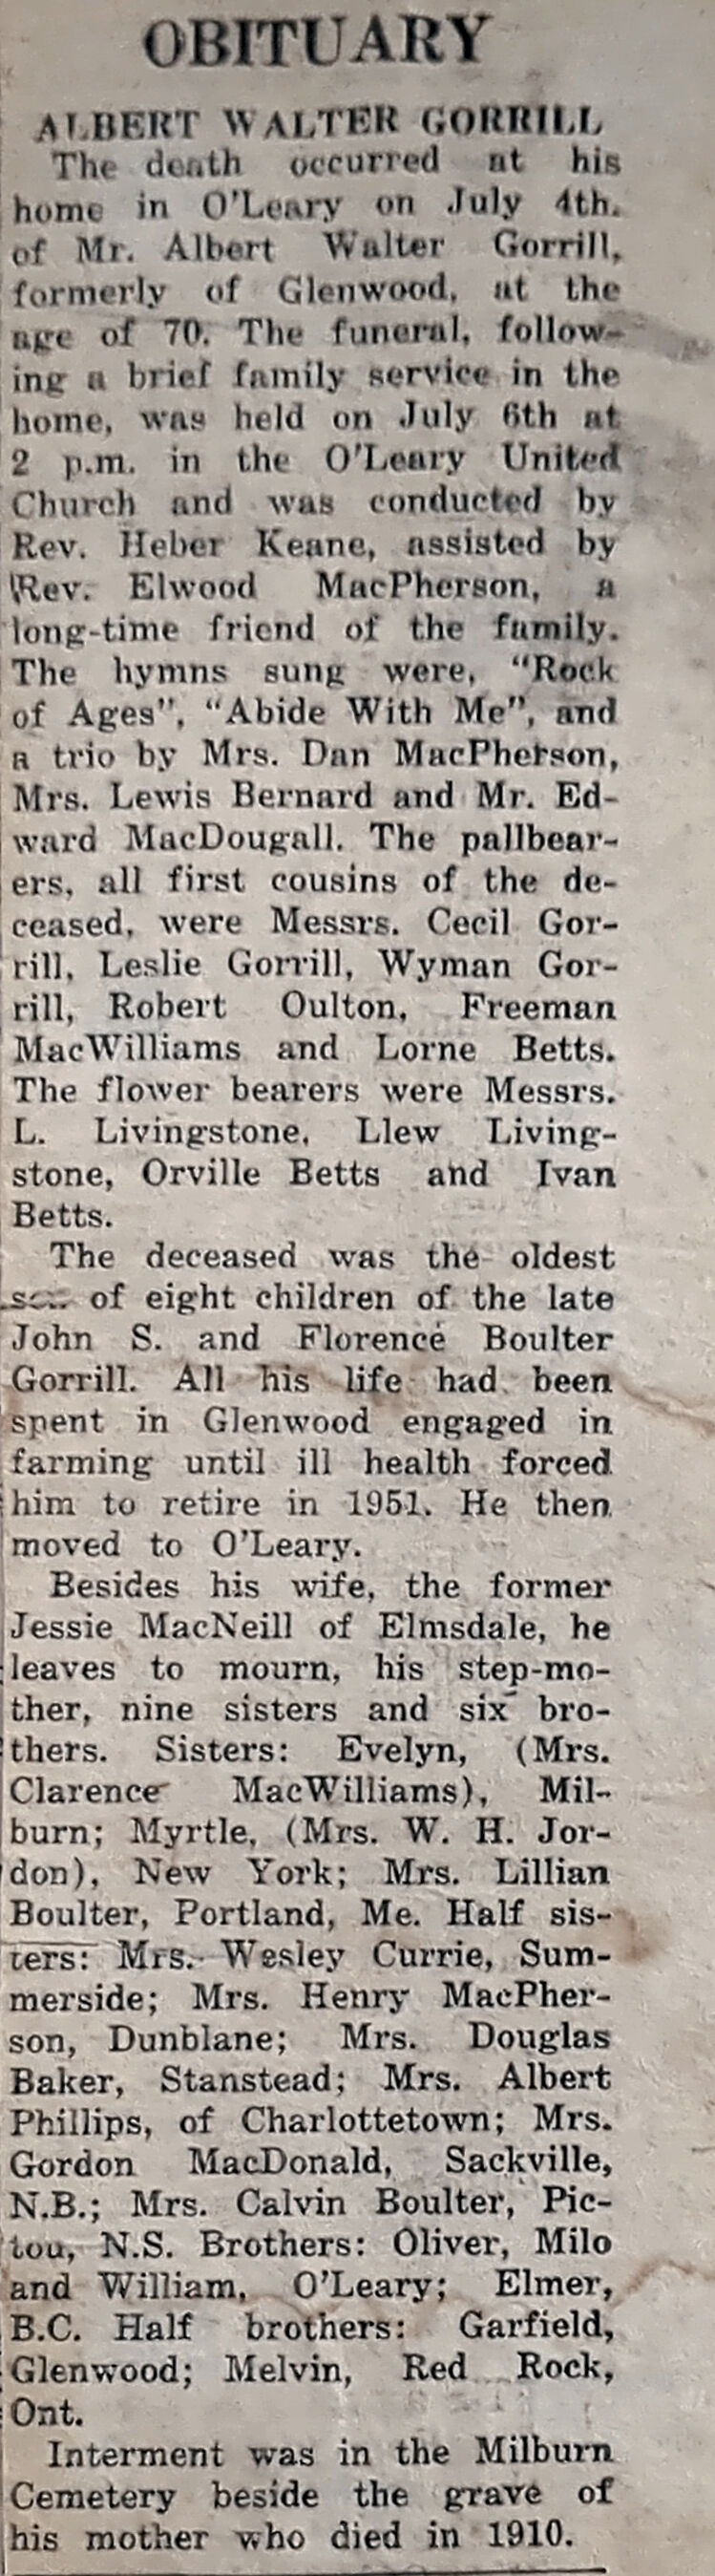 OBITUARY
ALBERT WALTER GORRILL
The death occurred at his
home in O'Leary on July 4th.
of Mr. Albert Walter Gorrill,
formerly of Glenwood, at the
age of 70. The funeral, follow-
ing a brief family service in the
home, was held on July 6th at
2 p.m. in the O'Leary United
Church and was conducted by
Rev. Heber Keane, assisted by
Rev. Elwood MacPherson, a
long-time friend of the family.
The hymns sung were, "Rock
of Ages", "Abide With Me", and
a trio by Mrs. Dan MacPherson,
Mrs. Lewis Bernard and Mr. Ed-
ward MacDougall. The pallbear-
ers, all first cousins of the de-
ceased, were Messrs. Cecil Gor-
rill, Leslie Gorrill, Wyman Gor-
rill, Robert Oulton, Freeman
MacWilliams and Lorne Betts.
The flower bearers were Messrs.
L. Livingstone, Llew Living-
stone, Orville Betts and Ivan
Betts.
The deceased was the oldest
of eight children of the late
John S. and Florence Boulter
Gorrill. All his life had been
spent in Glenwood engaged in
farming until ill health forced
him to retire in 1951. He then
moved to O'Leary.
Besides his wife, the former
Jessie MacNeill of Elmsdale, he
leaves to mourn, his step-mo-
ther, nine sisters and six bro-
thers. Sisters: Evelyn, (Mrs.
Clarence MacWilliams), Mil-
burn; Myrtle, (Mrs. W. H. Jor-
don), New York; Mrs. Lillian
Boulter, Portland, Me. Half sis-
ters: Mrs. Wesley Currie, Sum-
merside; Mrs. Henry MacPher-
son, Dunblane; Mrs. Douglas
Baker, Stanstead; Mrs. Albert
Phillips, of Charlottetown; Mrs.
Gordon MacDonald, Sackville,
N.B.; Mrs. Calvin Boulter, Pic-
tou, N.S. Brothers: Oliver, Milo
and William, O'Leary; Elmer,
B.C. Half brothers: Garfield,
Glenwood; Melvin, Red Rock,
Ont.
Interment was in the Milburn
Cemetery beside the grave of
his mother who died in 1910.